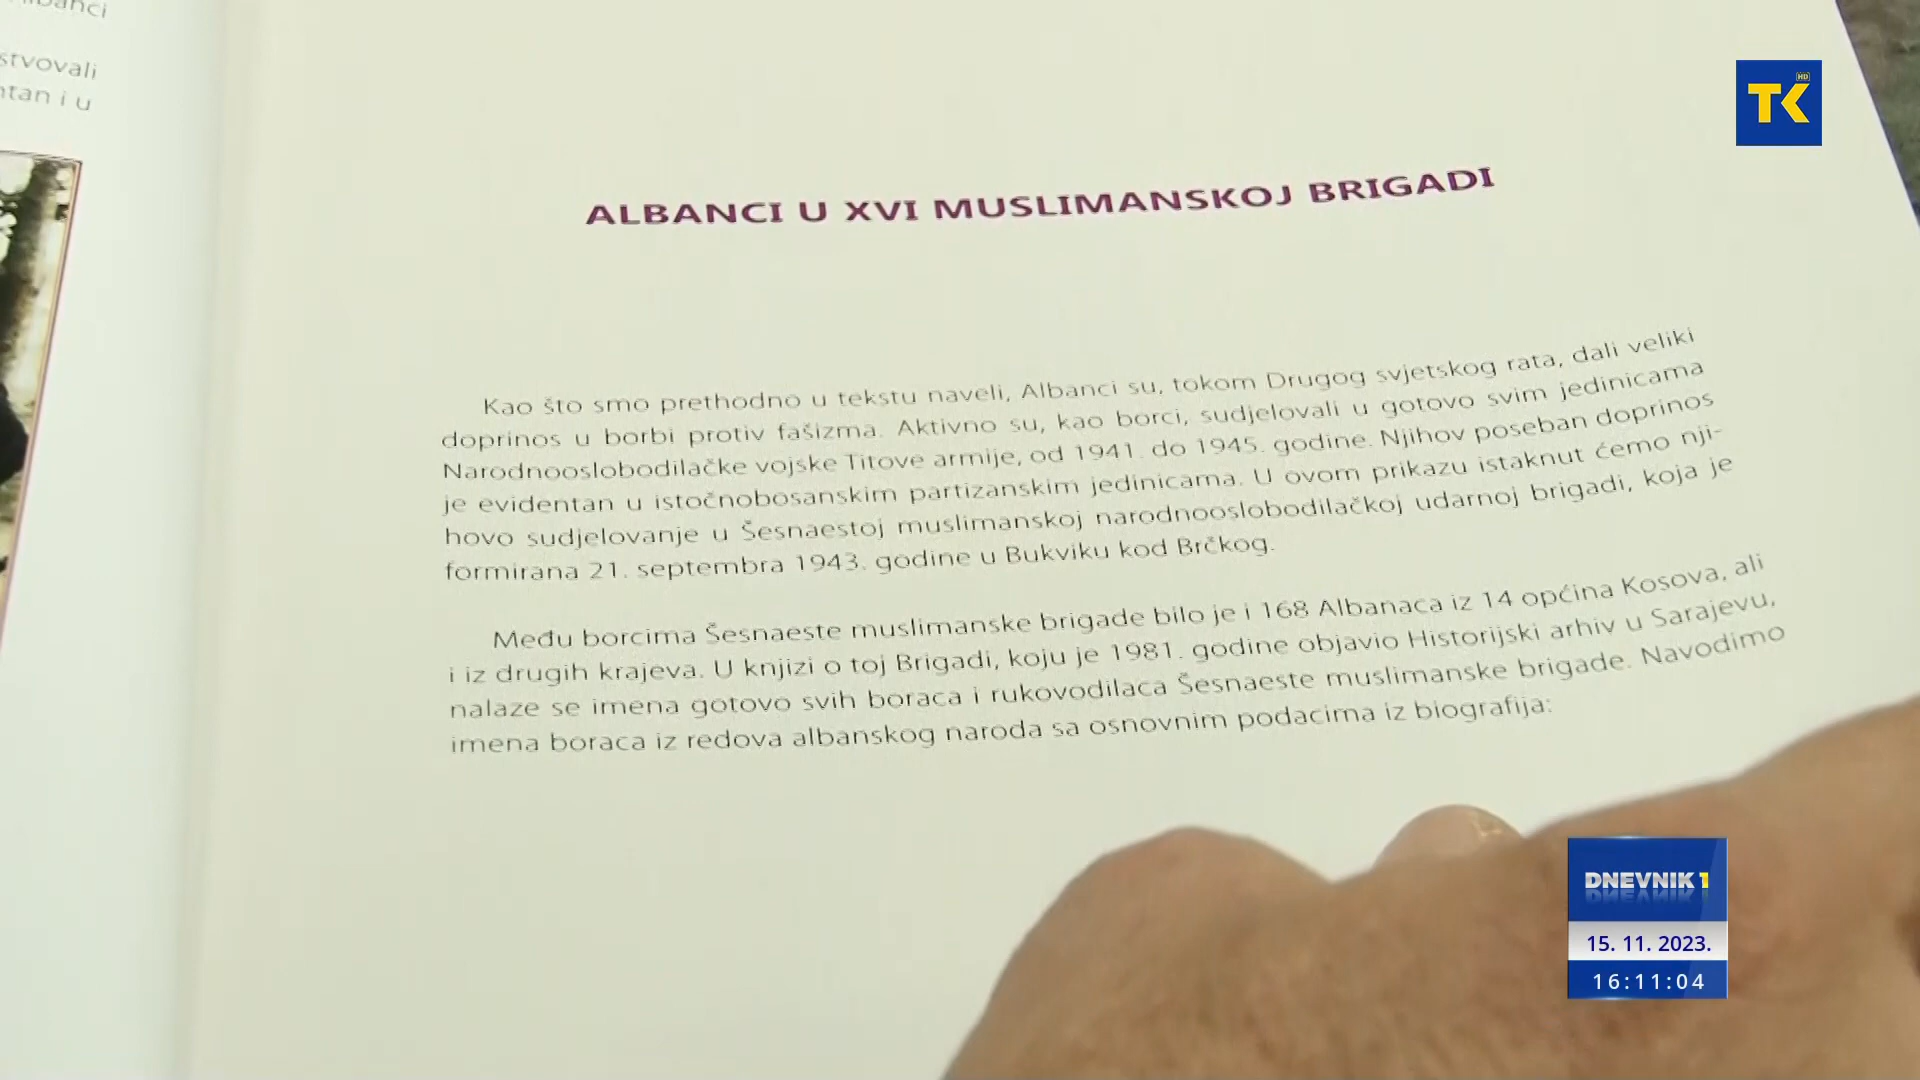 stvovali
i u
HD
TK
ALBANCI U XVI MUSLIMANSKOJ BRIGADI
Kao što smo prethodno u tekstu naveli, Albanci su, tokom Drugog svjetskog rata, dali veliki
doprinos u borbi protiv fašizma. Aktivno su, kao borci, sudjelovali u gotovo svim jedinicama
Narodnooslobodilačke vojske Titove armije, od 1941. do 1945. godine. Njihov poseban doprinos
je evidentan u istočnobosanskim partizanskim jedinicama. U ovom prikazu istaknut ćemo nji-
hovo sudjelovanje u Šesnaestoj muslimanskoj narodnooslobodilačkoj udarnoj brigadi, koja je
formirana 21. septembra 1943. godine u Bukviku kod Brčkog.
Među borcima Šesnaeste muslimanske brigade bilo je i 168 Albanaca iz 14 općina Kosova, ali
i iz drugih krajeva. U knjizi o toj Brigadi, koju je 1981. godine objavio Historijski arhiv u Sarajevu,
nalaze se imena gotovo svih boraca i rukovodilaca Šesnaeste muslimanske brigade. Navodimo
imena boraca iz redova albanskog naroda sa osnovnim podacima iz biografija:
DNEVNIK 1
15. 11. 2023.
16:11:04